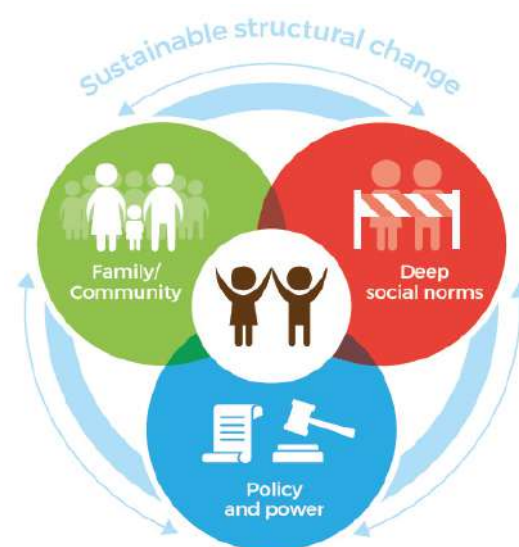 Sustainable structural change
Family/
Community
Deep
social norms
Policy
and power